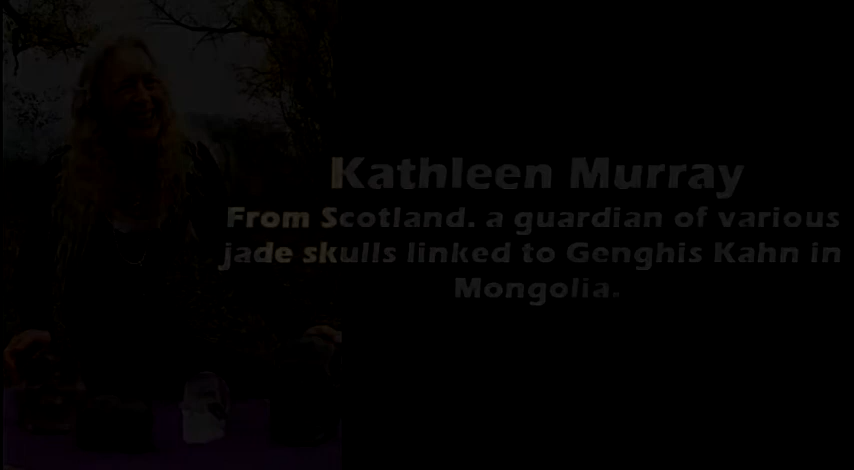 Kathleen Murray
From Scotland. a guardian of various
jade skulls linked to Genghis Kahn in
Mongolia.